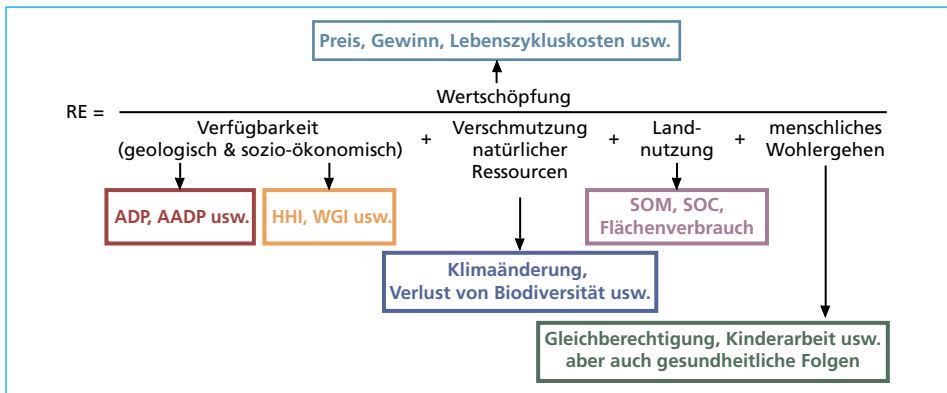 Preis, Gewinn, Lebenszykluskosten usw.
Wertschöpfung
RE =
Verfügbarkeit
(geologisch & sozio-ökonomisch)
+
Verschmutzung
natürlicher
Ressourcen
+
Land-
nutzung
+
menschliches
Wohlergehen
ADP, AADP usw.
HHI, WGI usw.
SOM, SOC,
Flächenverbrauch
Klimaänderung,
Verlust von Biodiversität usw.
Gleichberechtigung, Kinderarbeit usw.
aber auch gesundheitliche Folgen